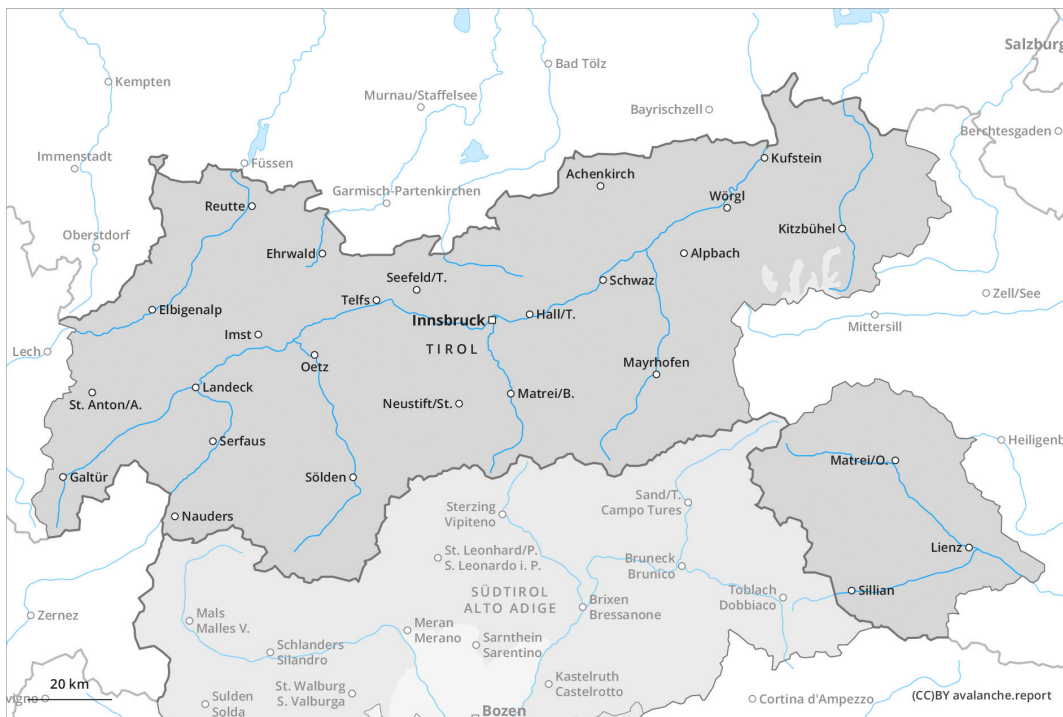 Salzburg
Kempten
Bad Tölz
Murnau/Staffelsee
Bayrischzell
Berchtesgaden
Immenstadt
Füssen
Kufstein
Achenkirch
Garmisch-Partenkirchen
Reutte
Wörgl
Oberstdorf
Kitzbühel
Ehrwald
Alpbach
Seefeld/T.
Schwaz
Zell/See
Telfs
Elbigenalp
Innsbruck
Hall/T.
Mittersill
Imst
TIROL
Lech
Oetz
Mayrhofen
Landeck
St. Anton/A.
Neustift/St.
Matrei/B.
Serfaus
Heiligenb
Matrei/O.
Galtür
Sölden
Sand/T.
Campo Tures
Sterzing
Vipiteno
Nauders
Lienz
St. Leonhard/P.
S. Leonardo i. P.
Bruneck
Brunico
SÜDTIROL
ALTO ADIGE
Sillian
Toblach
Dobbiaco
Brixen
Bressanone
Zernez
Mals
Malles V.
Meran
Merano
Sarnthein
Sarentino
Schlanders
Silandro
20 km
St. Walburg
S. Valburga
Kastelruth
Castelrotto
vigno
Sulden
Solda
Cortina d'Ampezzo
(CC)BY avalanche.report
Bozen